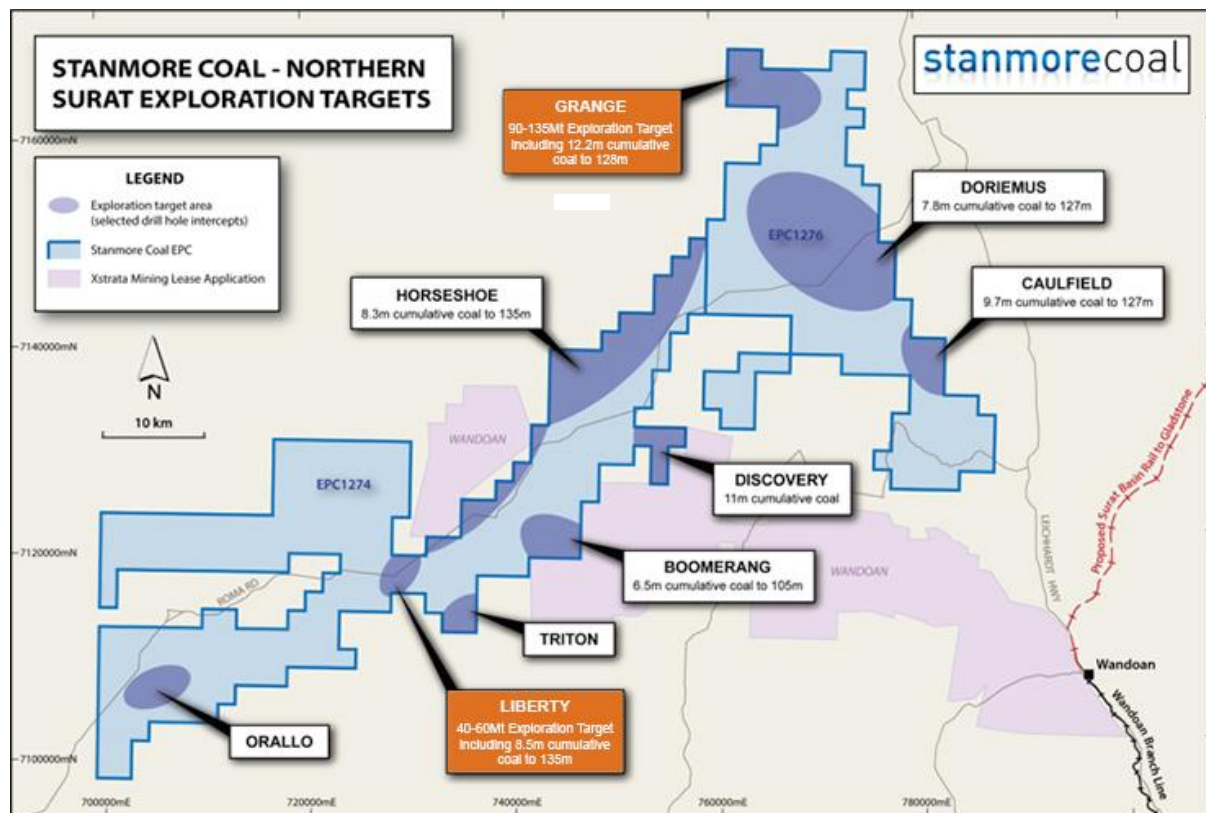 STANMORE COAL - NORTHERN
SURAT EXPLORATION TARGETS
stanmorecoal
GRANGE
90-135Mt Exploration Target
including 12.2m cumulative
coal to 128m
7160000mN
LEGEND
Exploration target area
(selected drill hole intercepts)
Stanmore Coal EPC
Xstrata Mining Lease Application
DORIEMUS
7.8m cumulative coal to 127m
EPC1276
HORSESHOE
8.3m cumulative coal to 135m
CAULFIELD
9.7m cumulative coal to 127m
7140000mN
N
10 km
WANDOAN
Proposed Surat Basin Rail to Gladstone
EPC1274
DISCOVERY
11m cumulative coal
LEICHHARDT HWY
7120000mN
BOOMERANG
6.5m cumulative coal to 105m
WANDOAN
ROMA RD
TRITON
Wandoan
LIBERTY
40-60Mt Exploration Target
including 8.5m cumulative
coal to 135m
ORALLO
Wandoan Branch Line
7100000mN
700000mE
720000mE
740000mE
760000mE
780000mE